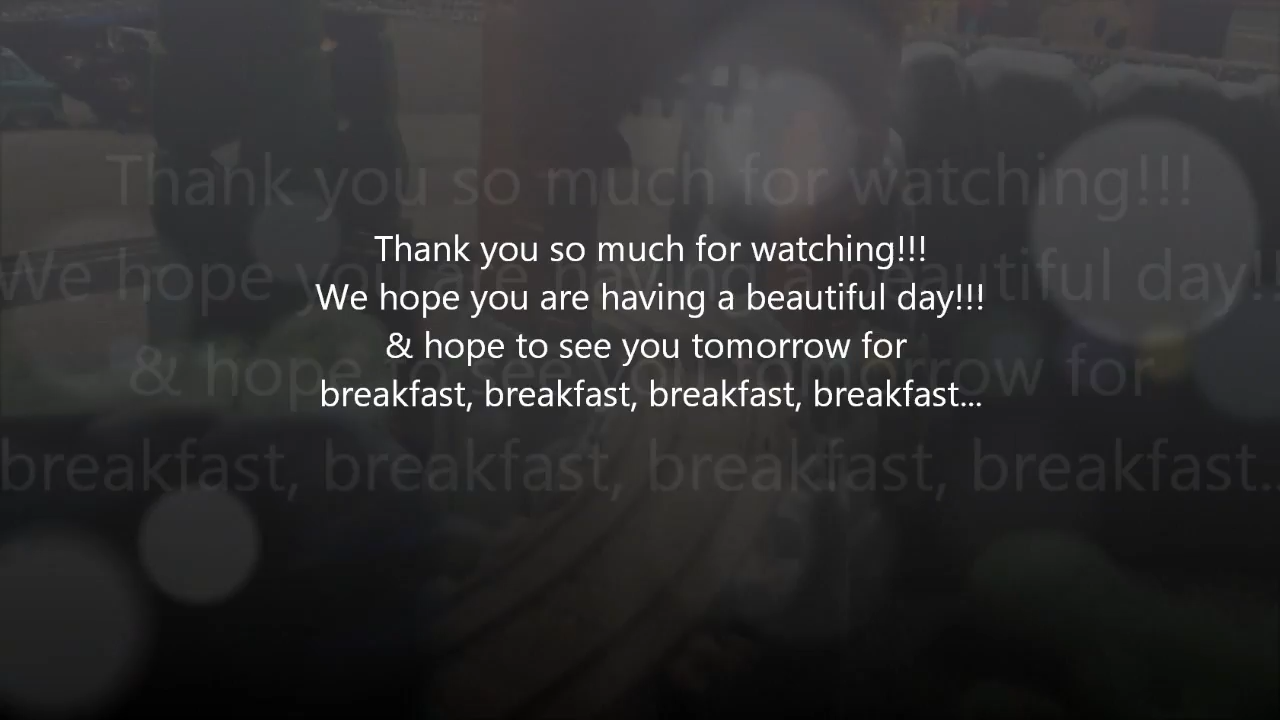 Thank you so much for watching!!!
We hope you are having a beautiful day!!!
& hope to see you tomorrow for
breakfast, breakfast, breakfast, breakfast...